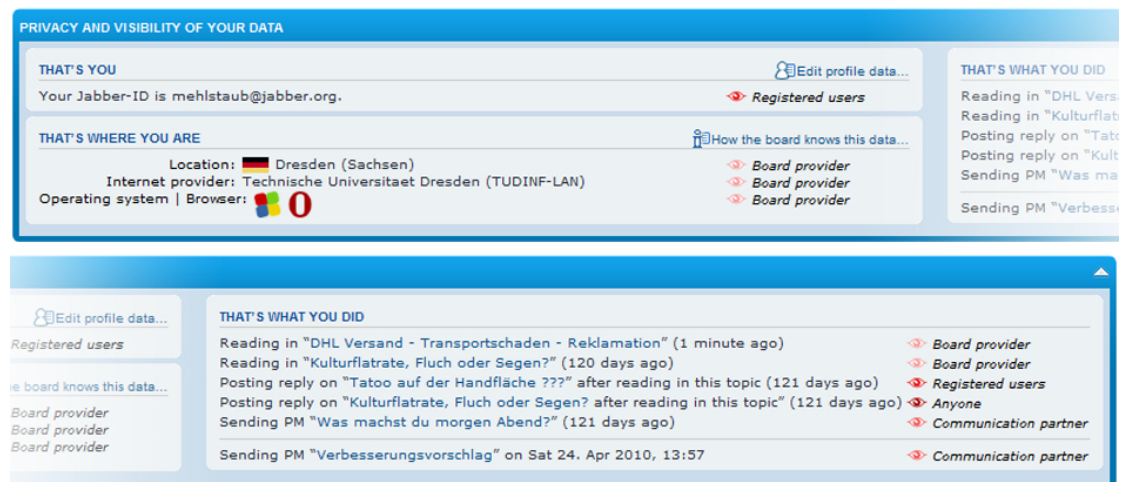 PRIVACY AND VISIBILITY OF YOUR DATA
THAT'S YOU
Edit profile data...
Your Jabber-ID is mehlstaub@jabber.org.
Registered users
THAT'S WHERE YOU ARE
How the board knows this data...
Location: Dresden (Sachsen)
Board provider
Internet provider: Technische Universitaet Dresden (TUDINF-LAN)
Board provider
Operating system | Browser:
Board provider
THAT'S WHAT YOU DID
Reading in "DHL Vers
Reading in "Kulturflat
Posting reply on "Tato
Posting reply on "Kult
Sending PM "Was ma
Sending PM "Verbess
Edit profile data...
Registered users
e board knows this data...
Board provider
Board provider
Board provider
THAT'S WHAT YOU DID
Reading in "DHL Versand - Transportschaden - Reklamation" (1 minute ago) Board provider
Reading in "Kulturflatrate, Fluch oder Segen?" (120 days ago) Board provider
Posting reply on "Tatoo auf der Handfläche ???" after reading in this topic (121 days ago) Registered users
Posting reply on "Kulturflatrate, Fluch oder Segen? after reading in this topic" (121 days ago) Anyone
Sending PM "Was machst du morgen Abend?" (121 days ago) Communication partner
Sending PM "Verbesserungsvorschlag" on Sat 24. Apr 2010, 13:57 Communication partner